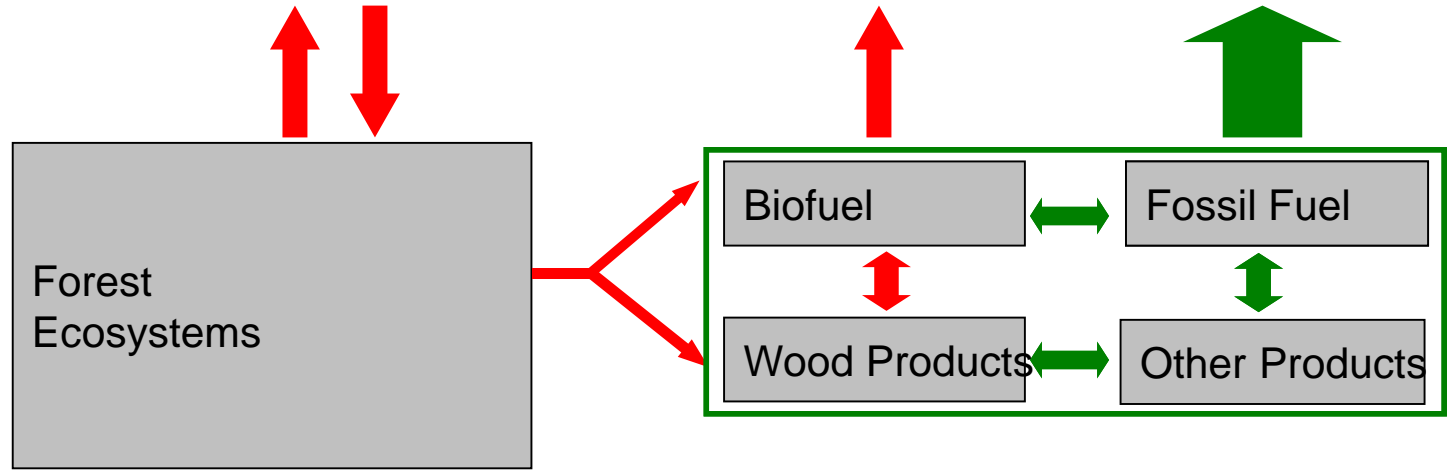 Forest
Ecosystems
Biofuel
Fossil Fuel
Wood Products
Other Products